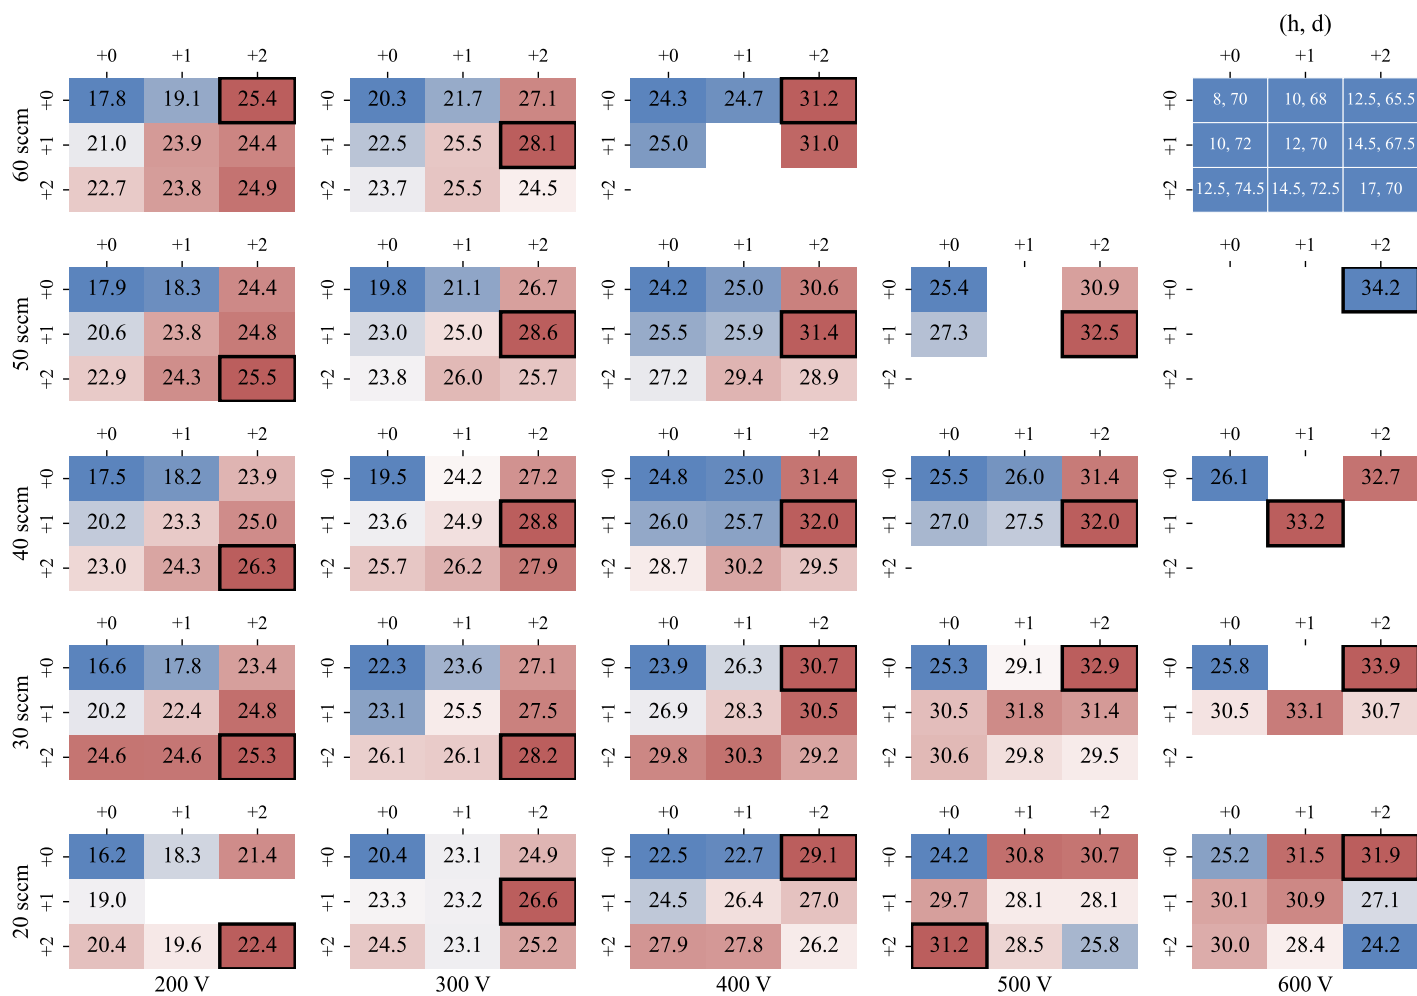 (h, d)
+0 +1 +2 +0 +1 +2 +0 +1 +2 +0 +1 +2
+0 17.8 19.1 25.4 +0 20.3 21.7 27.1 +0 24.3 24.7 31.2 +0 8, 70 10, 68 12.5, 65.5
60 sccm +1 21.0 23.9 24.4 +1 22.5 25.5 28.1 +1 25.0 31.0 +1 10, 72 12, 70 14.5, 67.5
+2 22.7 23.8 24.9 +2 23.7 25.5 24.5 +2 +2 12.5, 74.5 14.5, 72.5 17, 70
+0 +1 +2 +0 +1 +2 +0 +1 +2 +0 +1 +2 +0 +1 +2
+0 17.9 18.3 24.4 +0 19.8 21.1 26.7 +0 24.2 25.0 30.6 +0 25.4 30.9 +0 34.2
50 sccm +1 20.6 23.8 24.8 +1 23.0 25.0 28.6 +1 25.5 25.9 31.4 +1 27.3 32.5 +1
+2 22.9 24.3 25.5 +2 23.8 26.0 25.7 +2 27.2 29.4 28.9 +2 +2
+0 +1 +2 +0 +1 +2 +0 +1 +2 +0 +1 +2 +0 +1 +2
+0 17.5 18.2 23.9 +0 19.5 24.2 27.2 +0 24.8 25.0 31.4 +0 25.5 26.0 31.4 +0 26.1 32.7
40 sccm +1 20.2 23.3 25.0 +1 23.6 24.9 28.8 +1 26.0 25.7 32.0 +1 27.0 27.5 32.0 +1 33.2
+2 23.0 24.3 26.3 +2 25.7 26.2 27.9 +2 28.7 30.2 29.5 +2 +2
+0 +1 +2 +0 +1 +2 +0 +1 +2 +0 +1 +2 +0 +1 +2
+0 16.6 17.8 23.4 +0 22.3 23.6 27.1 +0 23.9 26.3 30.7 +0 25.3 29.1 32.9 +0 25.8 33.9
30 sccm +1 20.2 22.4 24.8 +1 23.1 25.5 27.5 +1 26.9 28.3 30.5 +1 30.5 31.8 31.4 +1 30.5 33.1 30.7
+2 24.6 24.6 25.3 +2 26.1 26.1 28.2 +2 29.8 30.3 29.2 +2 30.6 29.8 29.5 +2
+0 +1 +2 +0 +1 +2 +0 +1 +2 +0 +1 +2 +0 +1 +2
+0 16.2 18.3 21.4 +0 20.4 23.1 24.9 +0 22.5 22.7 29.1 +0 24.2 30.8 30.7 +0 25.2 31.5 31.9
20 sccm +1 19.0 +1 23.3 23.2 26.6 +1 24.5 26.4 27.0 +1 29.7 28.1 28.1 +1 30.1 30.9 27.1
+2 20.4 19.6 22.4 +2 24.5 23.1 25.2 +2 27.9 27.8 26.2 +2 31.2 28.5 25.8 +2 30.0 28.4 24.2
200 V 300 V 400 V 500 V 600 V